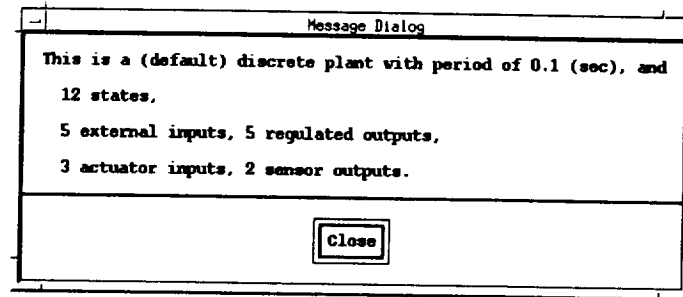 Message Dialog
This is a (default) discrete plant with period of 0.1 (sec), and
12 states,
5 external inputs, 5 regulated outputs,
3 actuator inputs, 2 sensor outputs.
Close